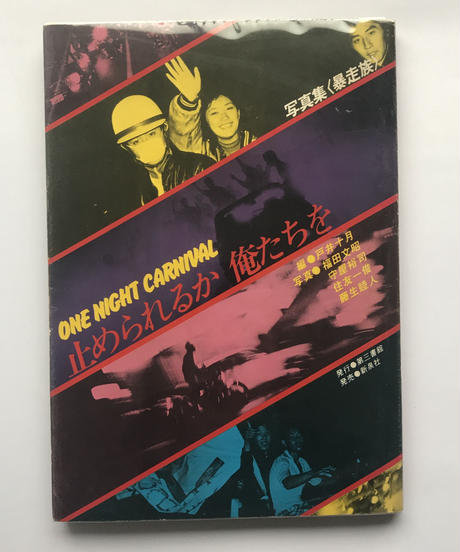 写真集〈暴走族〉
ONE NIGHT CARNIVAL
止められるか 俺たちを
編●戸井十月
写真●福田文昭
守屋裕司
住友一俊
藤生睦人
発行●第三書館
発売●新泉社